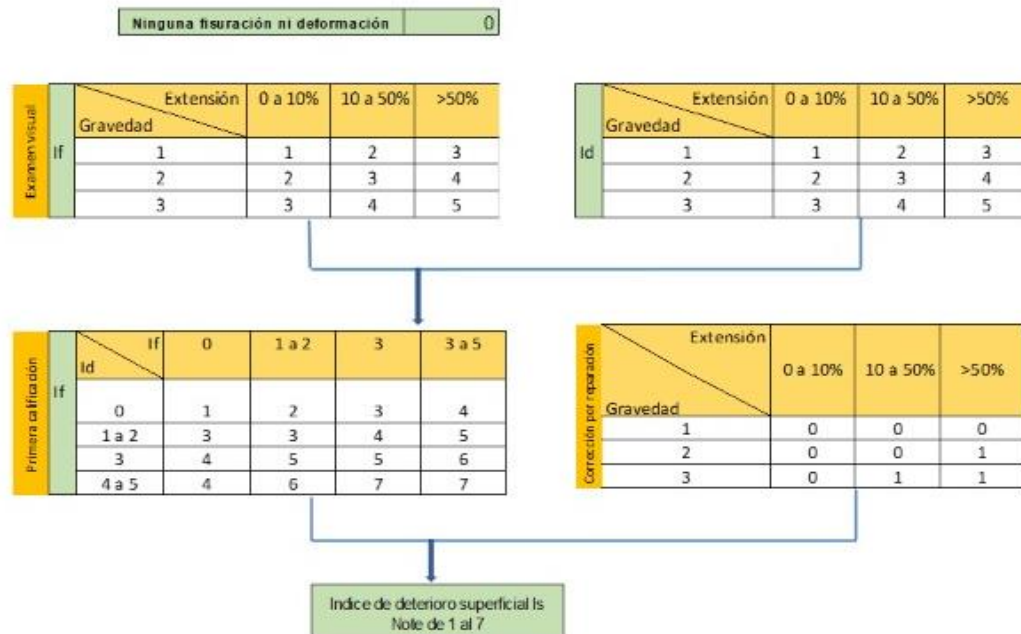 Ninguna fisuración ni deformación 0
Examen visual
If
Extensión 0 a 10% 10 a 50% >50%
Gravedad
1 1 2 3
2 2 3 4
3 3 4 5
Id
Extensión 0 a 10% 10 a 50% >50%
Gravedad
1 1 2 3
2 2 3 4
3 3 4 5
Primera calificación
If
If 0 1 a 2 3 3 a 5
Id
0 1 2 3 4
1 a 2 3 3 4 5
3 4 5 5 6
4 a 5 4 6 7 7
Corrección por reparación
Extensión
0 a 10% 10 a 50% >50%
Gravedad
1 0 0 0
2 0 0 1
3 0 1 1
Indice de deterioro superficial Is
Note de 1 al 7